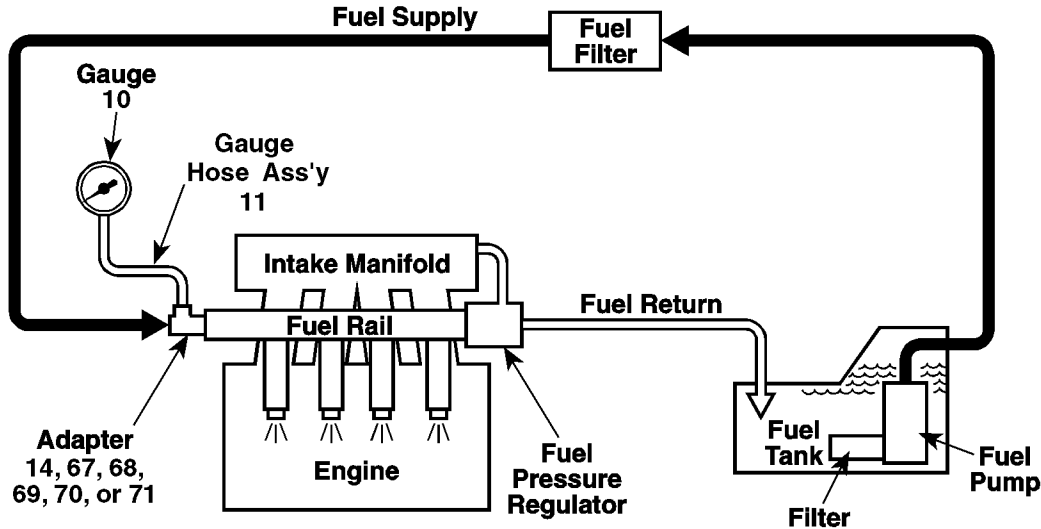 Fuel Supply
Fuel
Filter
Gauge
10
Gauge
Hose Ass'y
11
Intake Manifold
Fuel Rail
Fuel Return
Adapter
14, 67, 68,
69, 70, or 71
Engine
Fuel
Pressure
Regulator
Fuel
Tank
Filter
Fuel
Pump